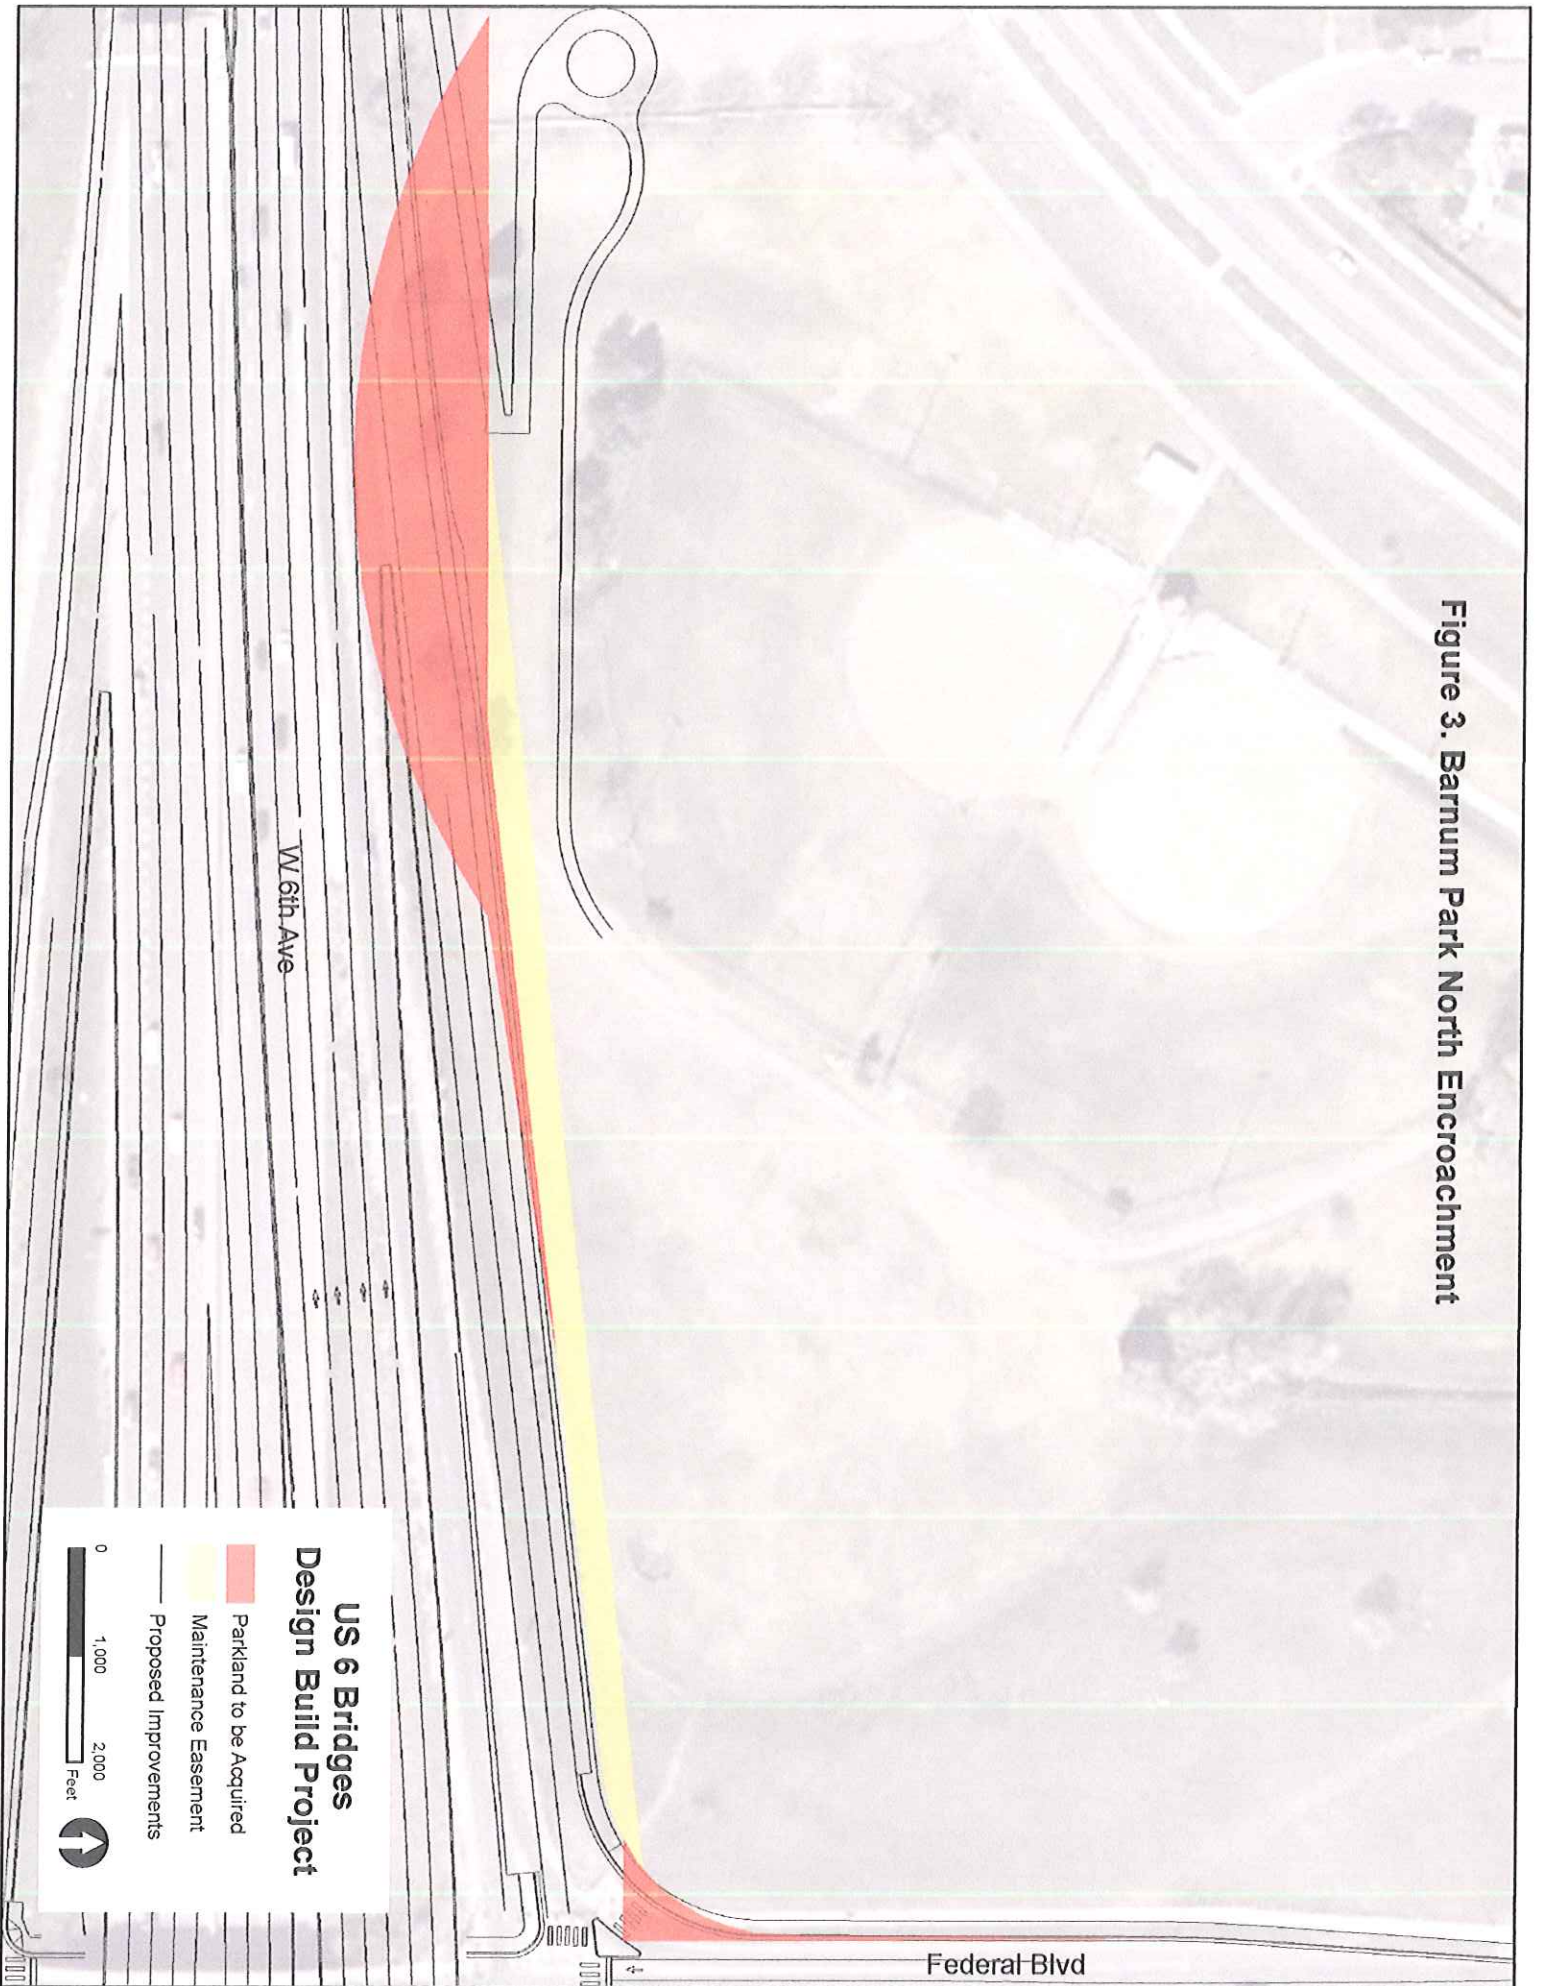 Figure 3. Barnum Park North Encroachment
W 6th Ave
Federal Blvd
US 6 Bridges
Design Build Project
Parkland to be Acquired
Maintenance Easement
Proposed Improvements
0 1,000 2,000
Feet